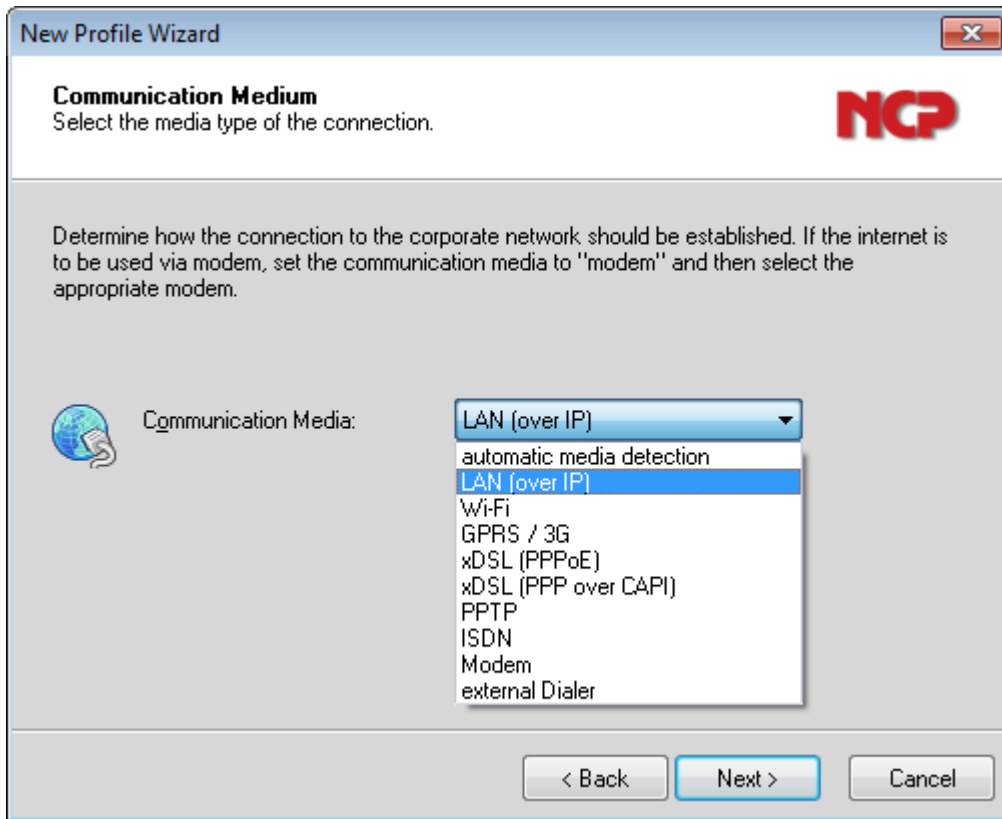 New Profile Wizard
Communication Medium
Select the media type of the connection.
NCP
Determine how the connection to the corporate network should be established. If the internet is
to be used via modem, set the communication media to "modem" and then select the
appropriate modem.
Communication Media:
LAN (over IP)
automatic media detection
LAN (over IP)
Wi-Fi
GPRS / 3G
xDSL (PPPoE)
xDSL (PPP over CAPI)
PPTP
ISDN
Modem
external Dialer
< Back
Next >
Cancel